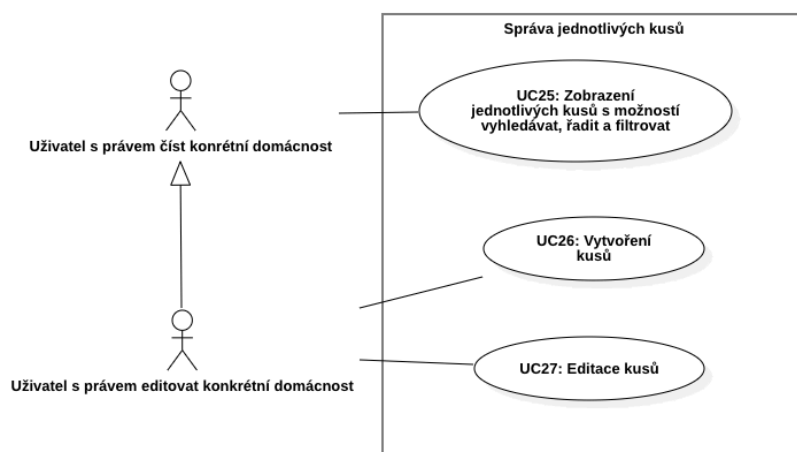 Správa jednotlivých kusů
UC25: Zobrazení
jednotlivých kusů s možností
vyhledávat, řadit a filtrovat
Uživatel s právem číst konrétní domácnost
UC26: Vytvoření
kusů
UC27: Editace kusů
Uživatel s právem editovat konkrétní domácnost